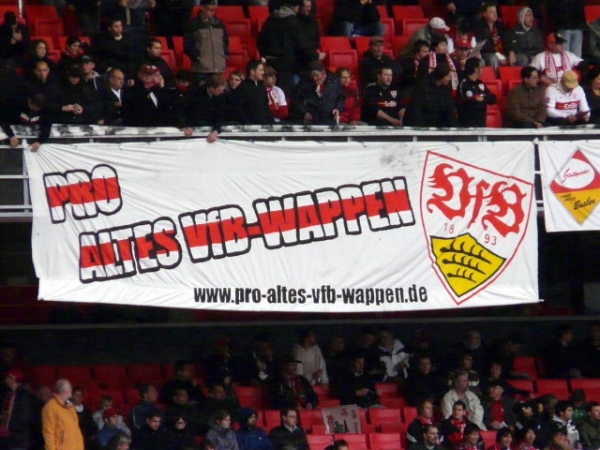 PRO
ALTES VfB-WAPPEN
www.pro-altes-vfb-wappen.de
VfB
18 93